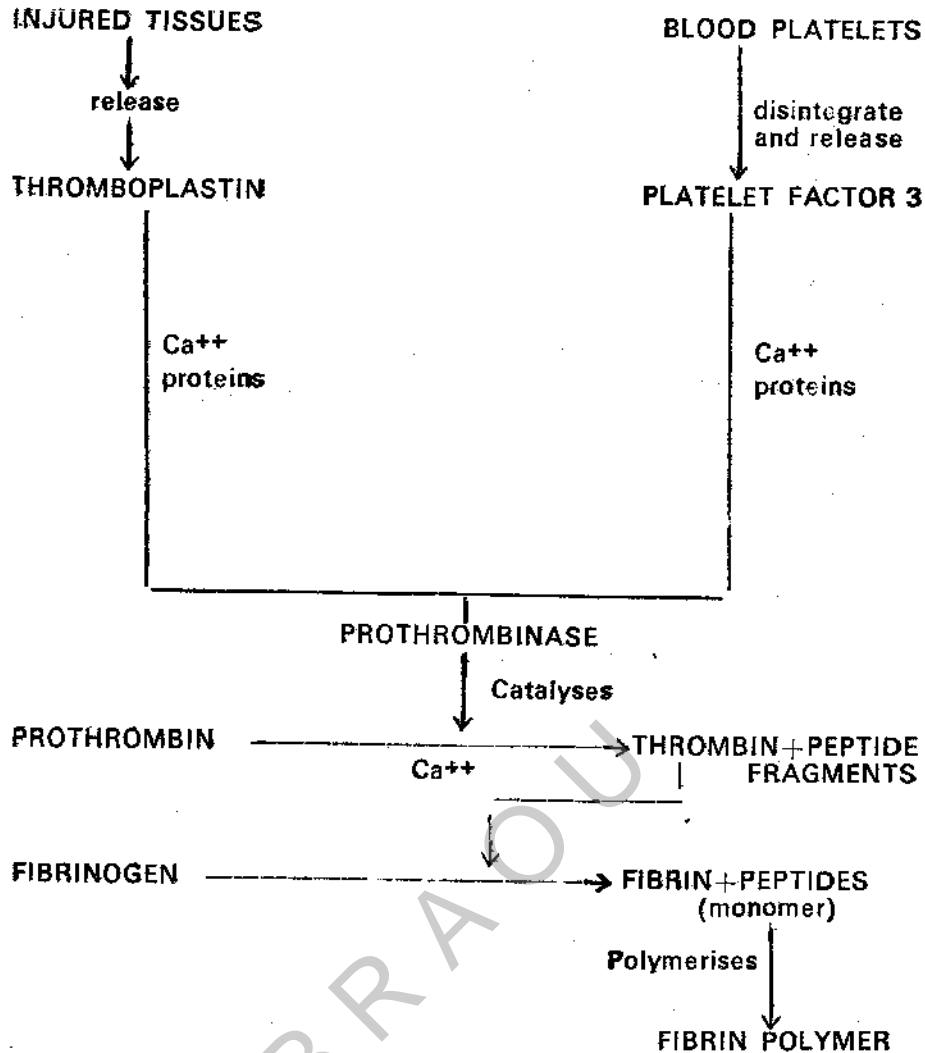 INJURED TISSUES
BLOOD PLATELETS
release
disintegrate
and release
THROMBOPLASTIN
PLATELET FACTOR 3
Ca++
proteins
Ca++
proteins
PROTHROMBINASE
Catalyses
PROTHROMBIN
Ca++
THROMBIN+PEPTIDE
FRAGMENTS
FIBRINOGEN
FIBRIN+PEPTIDES
(monomer)
Polymerises
FIBRIN POLYMER
BRAOU